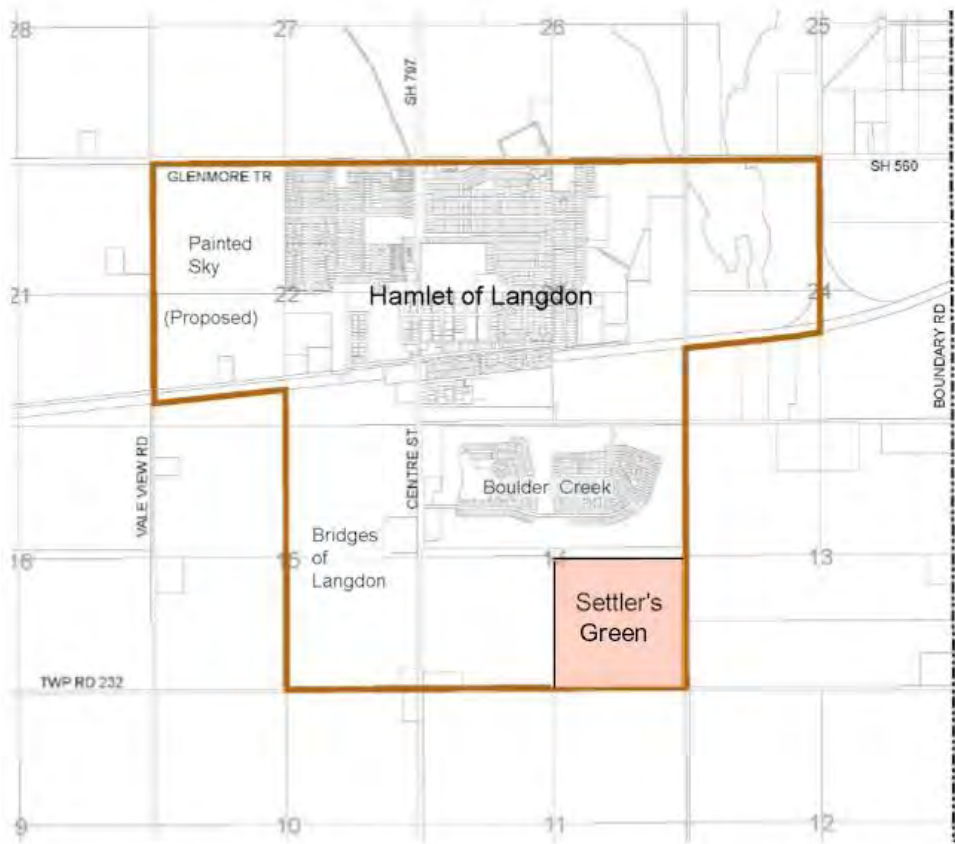 28
27
26
25
SH 797
SH 560
GLENMORE TR
Painted
Sky
(Proposed)
21
22
Hamlet of Langdon
24
BOUNDARY RD
VALE VIEW RD
CENTRE ST
Boulder Creek
Bridges
of
Langdon
16
15
14
13
Settler's
Green
TWP RD 232
9
10
11
12